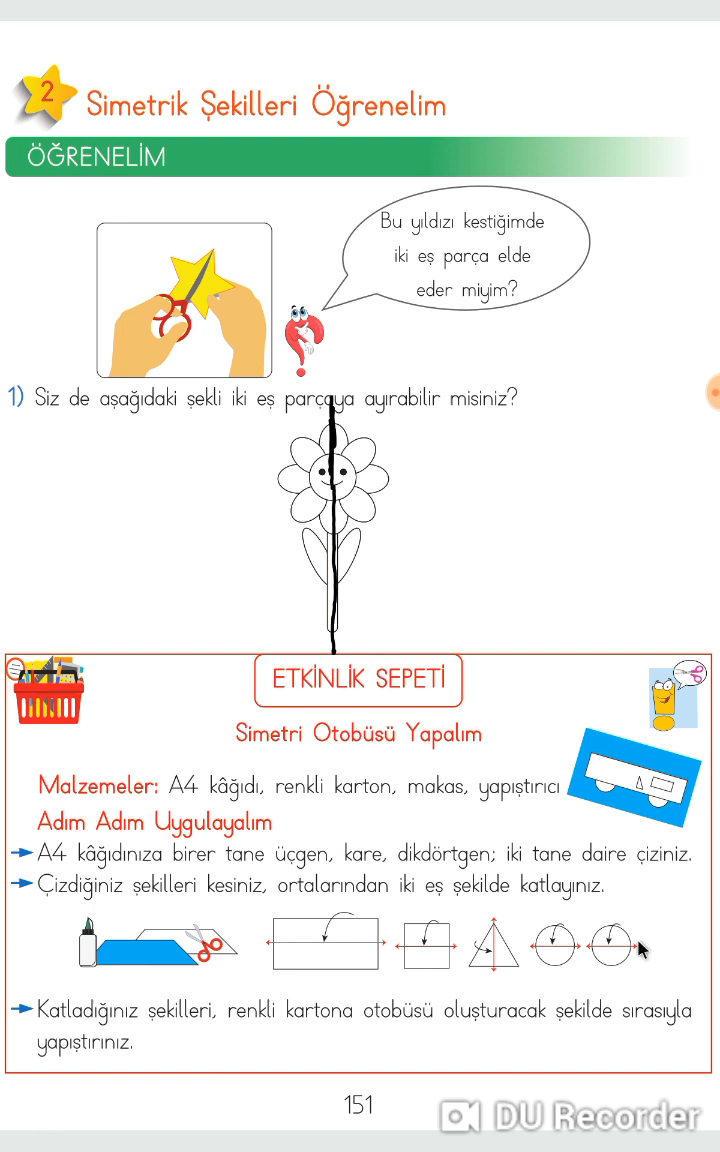 2
Simetrik Şekilleri Öğrenelim
ÖĞRENELİM
Bu yıldızı kestiğimde
iki eş parça elde
eder miyim?
1) Siz de aşağıdaki şekli iki eş parçaya ayırabilir misiniz?
ETKİNLİK SEPETİ
Simetri Otobüsü Yapalım
Malzemeler: A4 kâğıdı, renkli karton, makas, yapıştırıcı
Adım Adım Uygulayalım
A4 kâğıdınıza birer tane üçgen, kare, dikdörtgen; iki tane daire çiziniz.
Çizdiğiniz şekilleri kesiniz, ortalarından iki eş şekilde katlayınız.
Katladığınız şekilleri, renkli kartona otobüsü oluşturacak şekilde sırasıyla
yapıştırınız.
151
DU Recorder